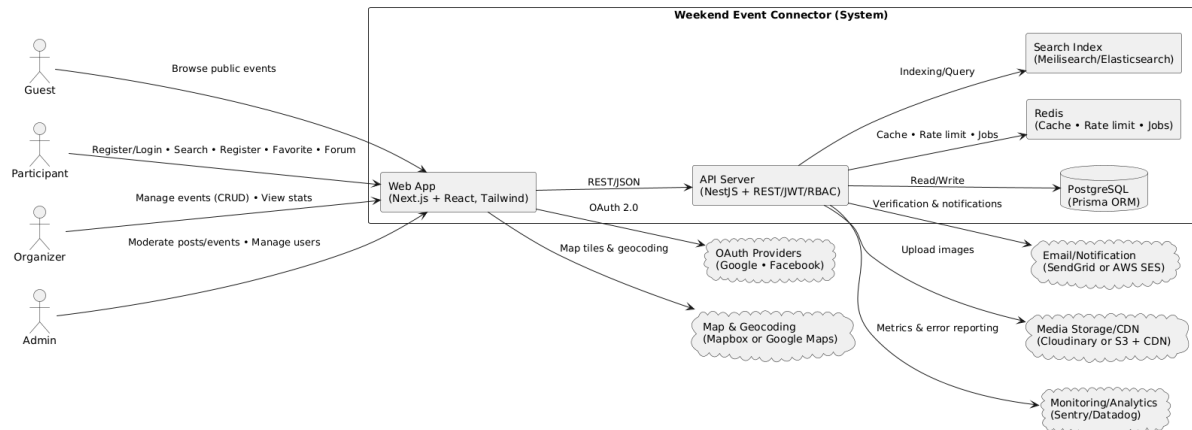 Weekend Event Connector (System)
Guest
Browse public events
Search Index
(Meilisearch/Elasticsearch)
Indexing/Query
Redis
(Cache • Rate limit • Jobs)
Cache • Rate limit • Jobs
Participant
Register/Login • Search • Register • Favorite • Forum
Web App
(Next.js + React, Tailwind)
REST/JSON
API Server
(NestJS + REST/JWT/RBAC)
Read/Write
PostgreSQL
(Prisma ORM)
Manage events (CRUD) • View stats
Organizer
OAuth 2.0
Verification & notifications
Moderate posts/events • Manage users
Admin
Map tiles & geocoding
OAuth Providers
(Google • Facebook)
Upload images
Email/Notification
(SendGrid or AWS SES)
Map & Geocoding
(Mapbox or Google Maps)
Metrics & error reporting
Media Storage/CDN
(Cloudinary or S3 + CDN)
Monitoring/Analytics
(Sentry/Datadog)